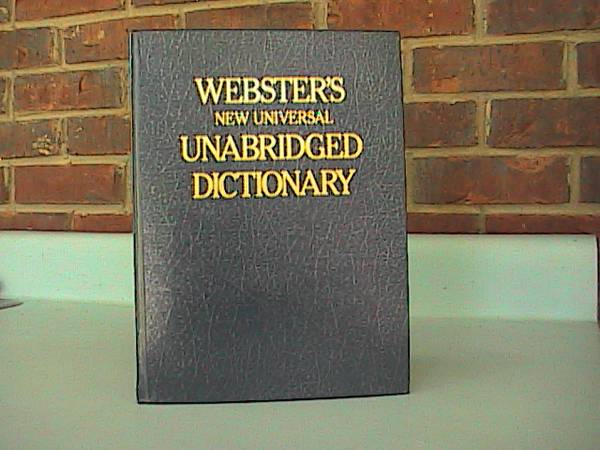 WEBSTER'S
NEW UNIVERSAL
UNABRIDGED
DICTIONARY